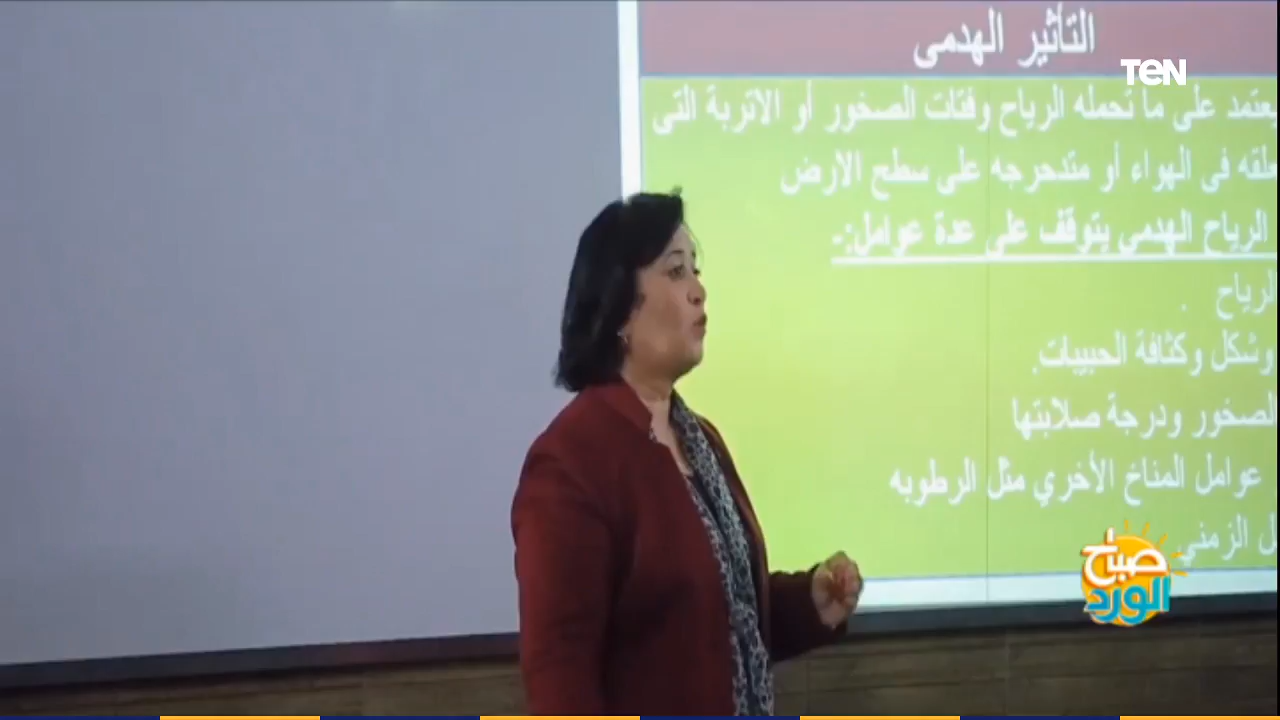 التأثير الهدمى
TEN
يعتمد على ما تحمله الرياح وفتات الصخور أو الاتربة التى
فى الهواء أو متدحرجه على سطح الارض
الرياح الهدمي يتوقف على عدة عوامل:-
الرياح .
وشكل وكثافة الحبيبات.
الصخور ودرجة صلابتها
عوامل المناخ الأخري مثل الرطوبه
الزمني
صباح
الورد